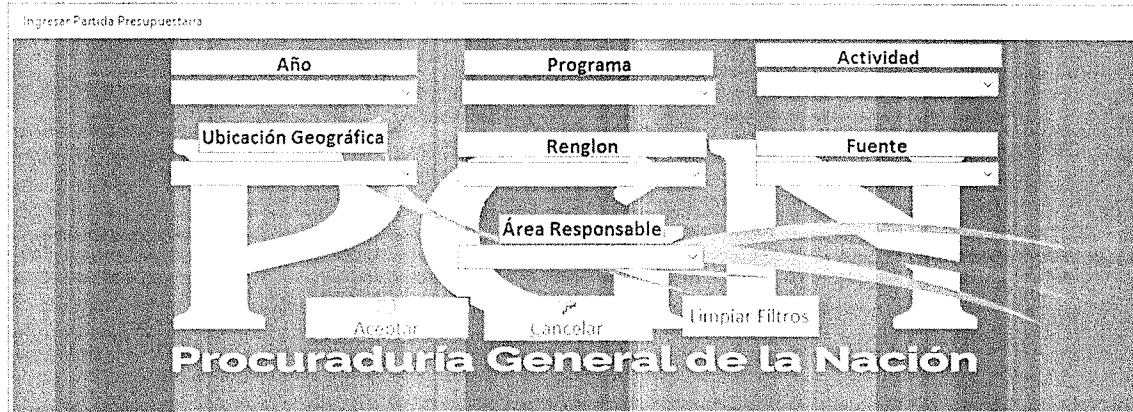 Ingresar Partida Presupuestaria
Año
Programa
Actividad
Ubicación Geográfica
Renglon
Fuente
Área Responsable
Aceptar
Cancelar
Limpiar Filtros
PGN
Procuraduría General de la Nación